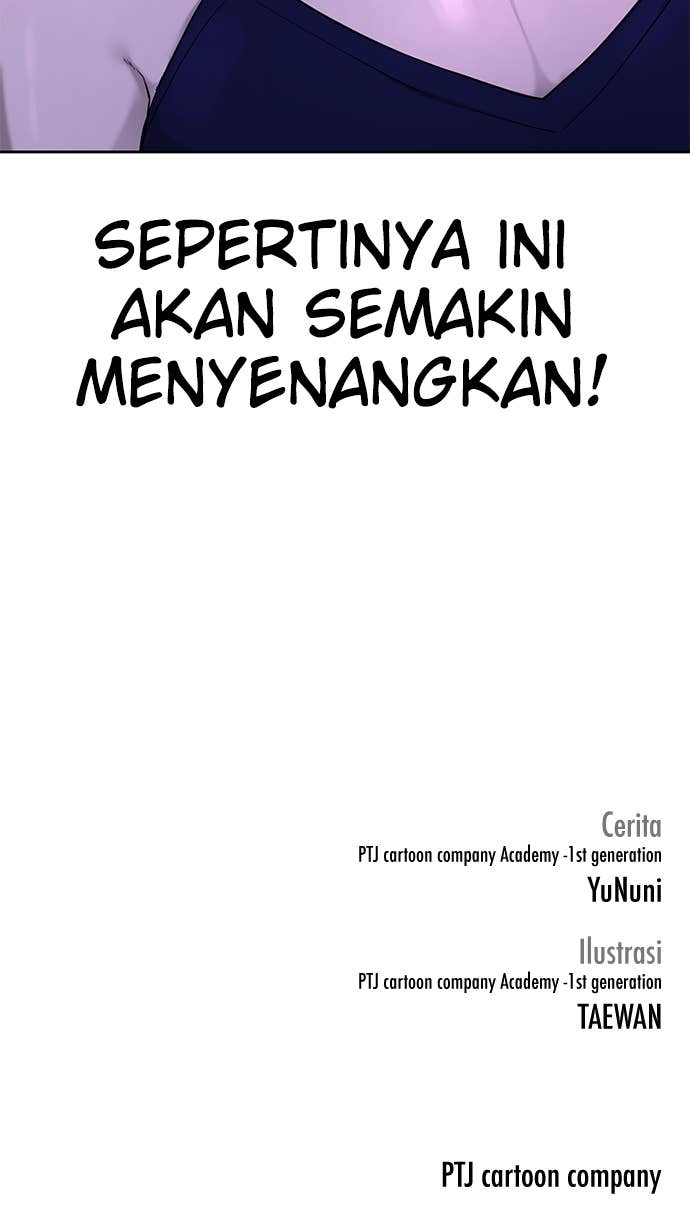 SEPERTINYA INI
AKAN SEMAKIN
MENYENANGKAN!
Cerita
PTJ cartoon company Academy -1st generation
YuNuni
Ilustrasi
PTJ cartoon company Academy -1st generation
TAEWAN
PTJ cartoon company